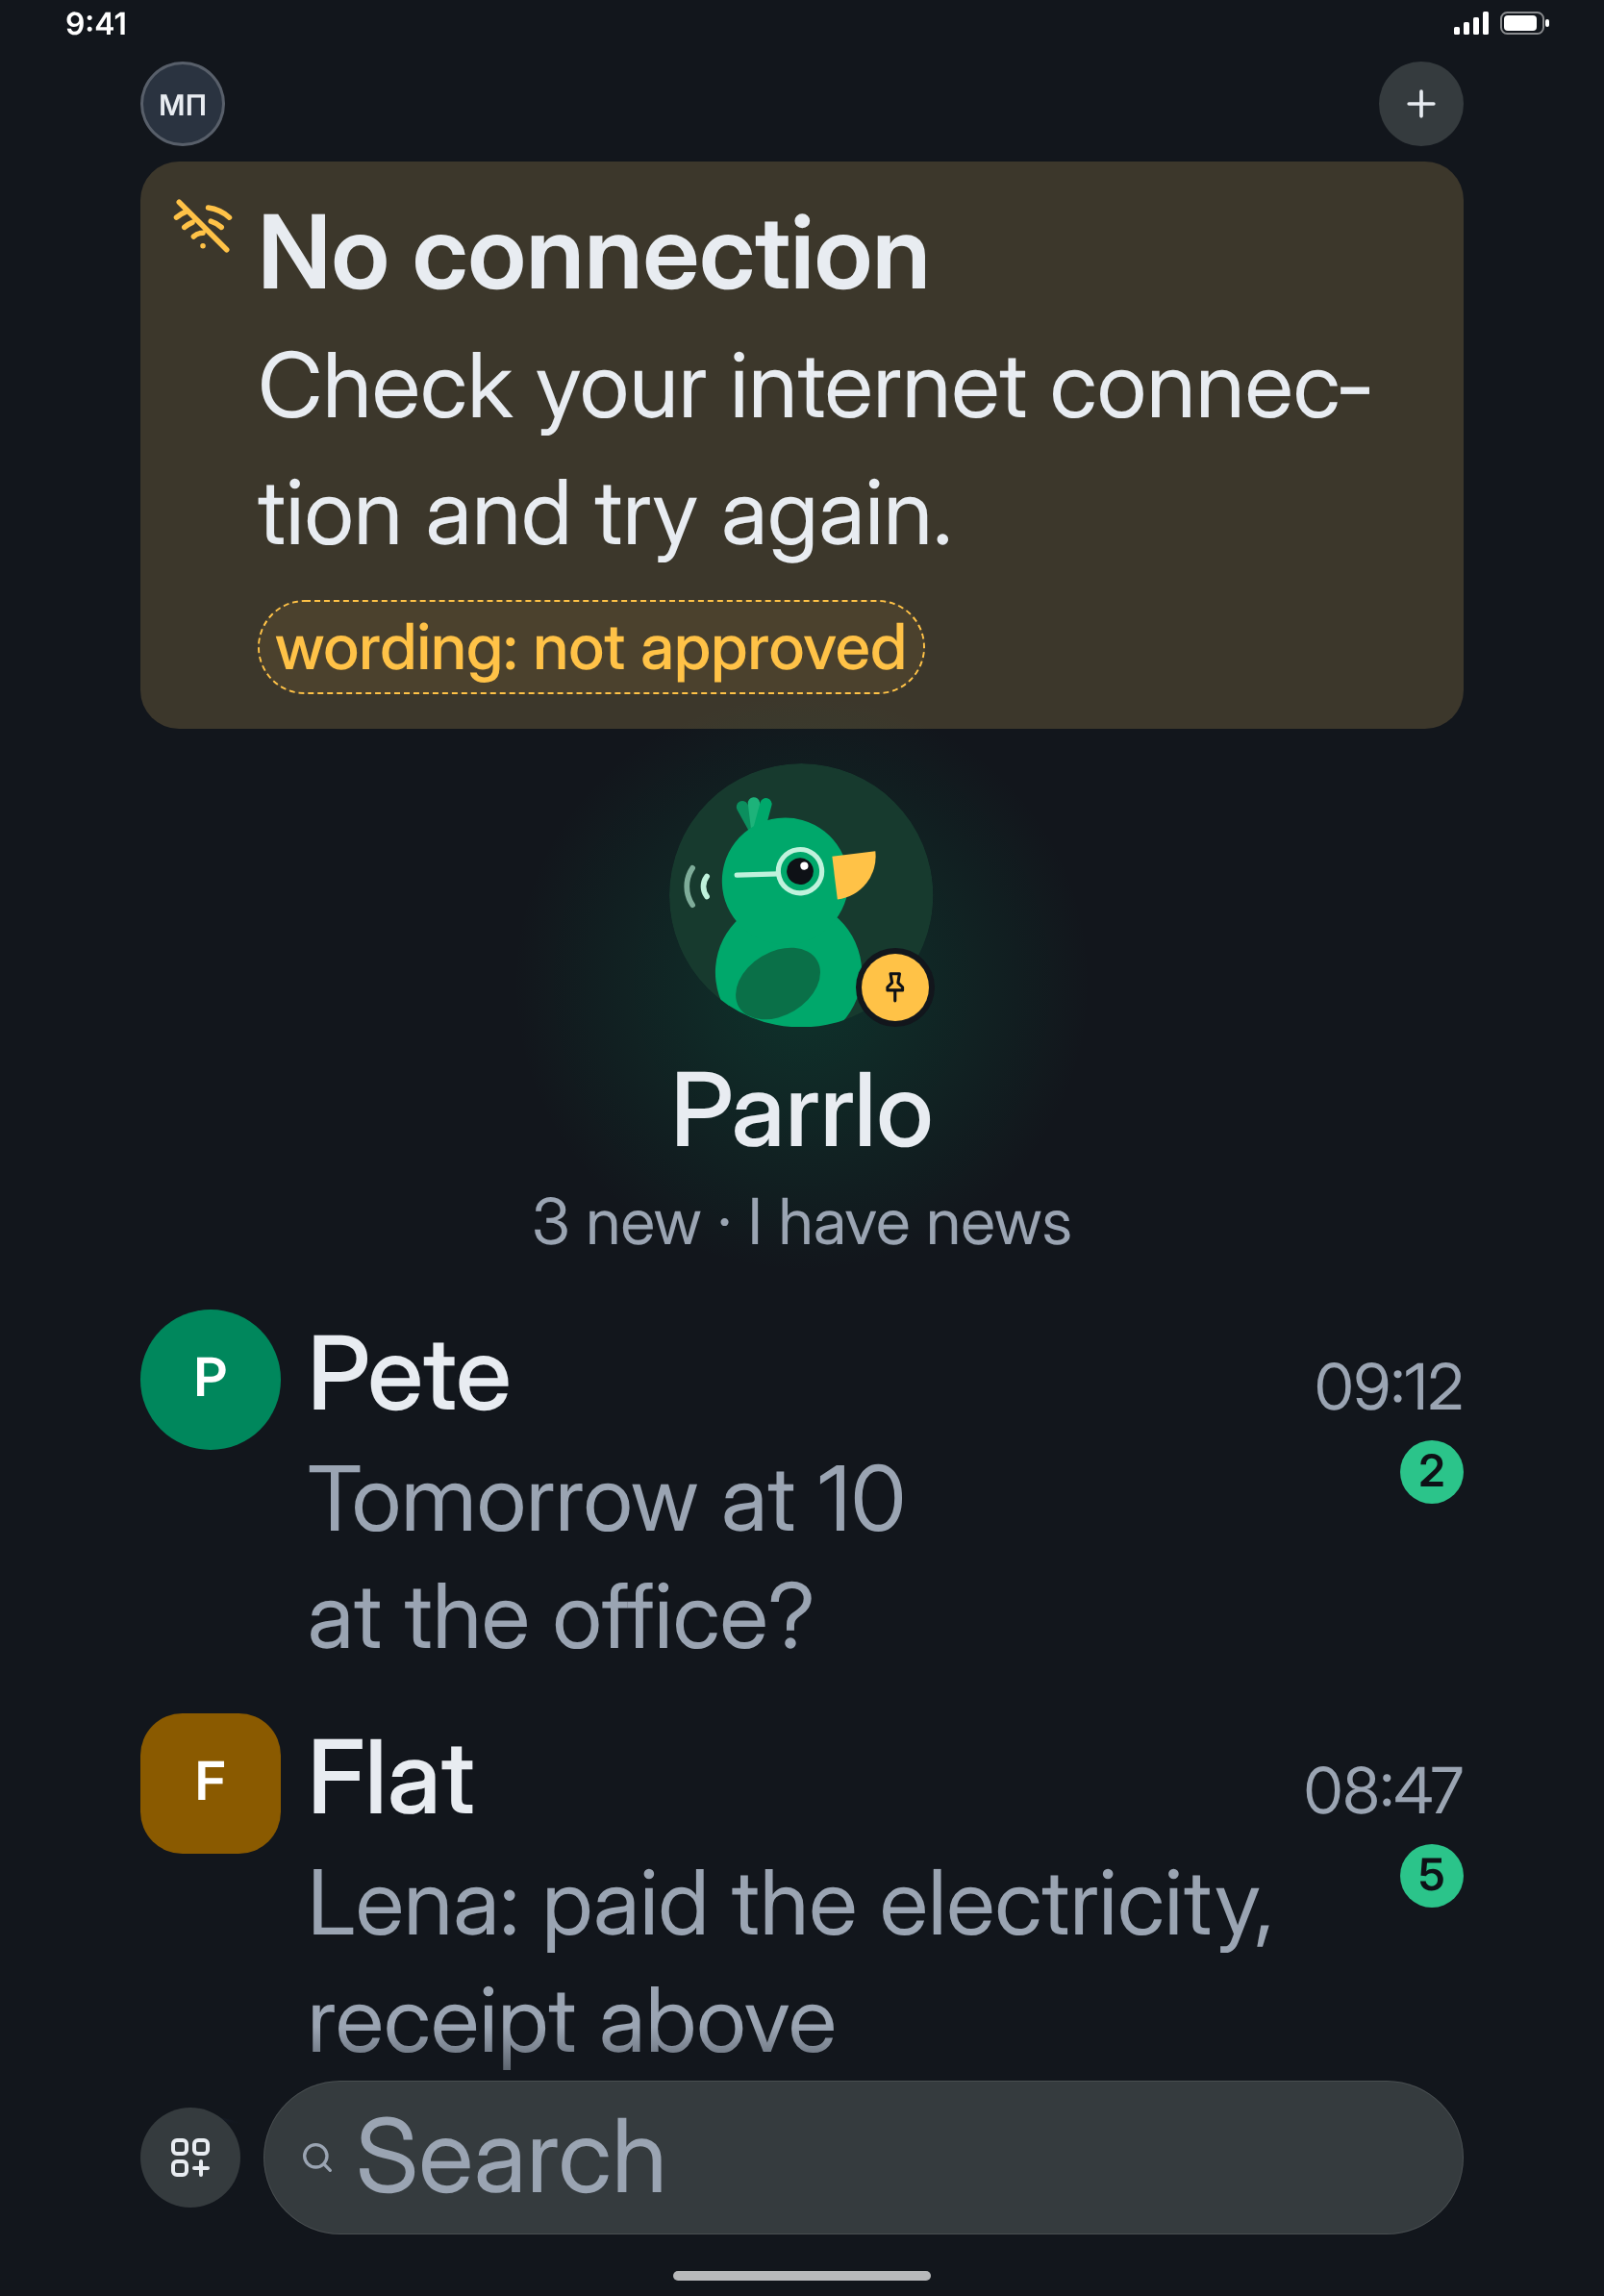 9:41
МП
No connection
Check your internet connec-
tion and try again.
wording: not approved
Parrlo
3 new · I have news
Pete
09:12
Tomorrow at 10
2
at the office?
P
Flat
08:47
F
Lena: paid the electricity,
5
receipt above
Search